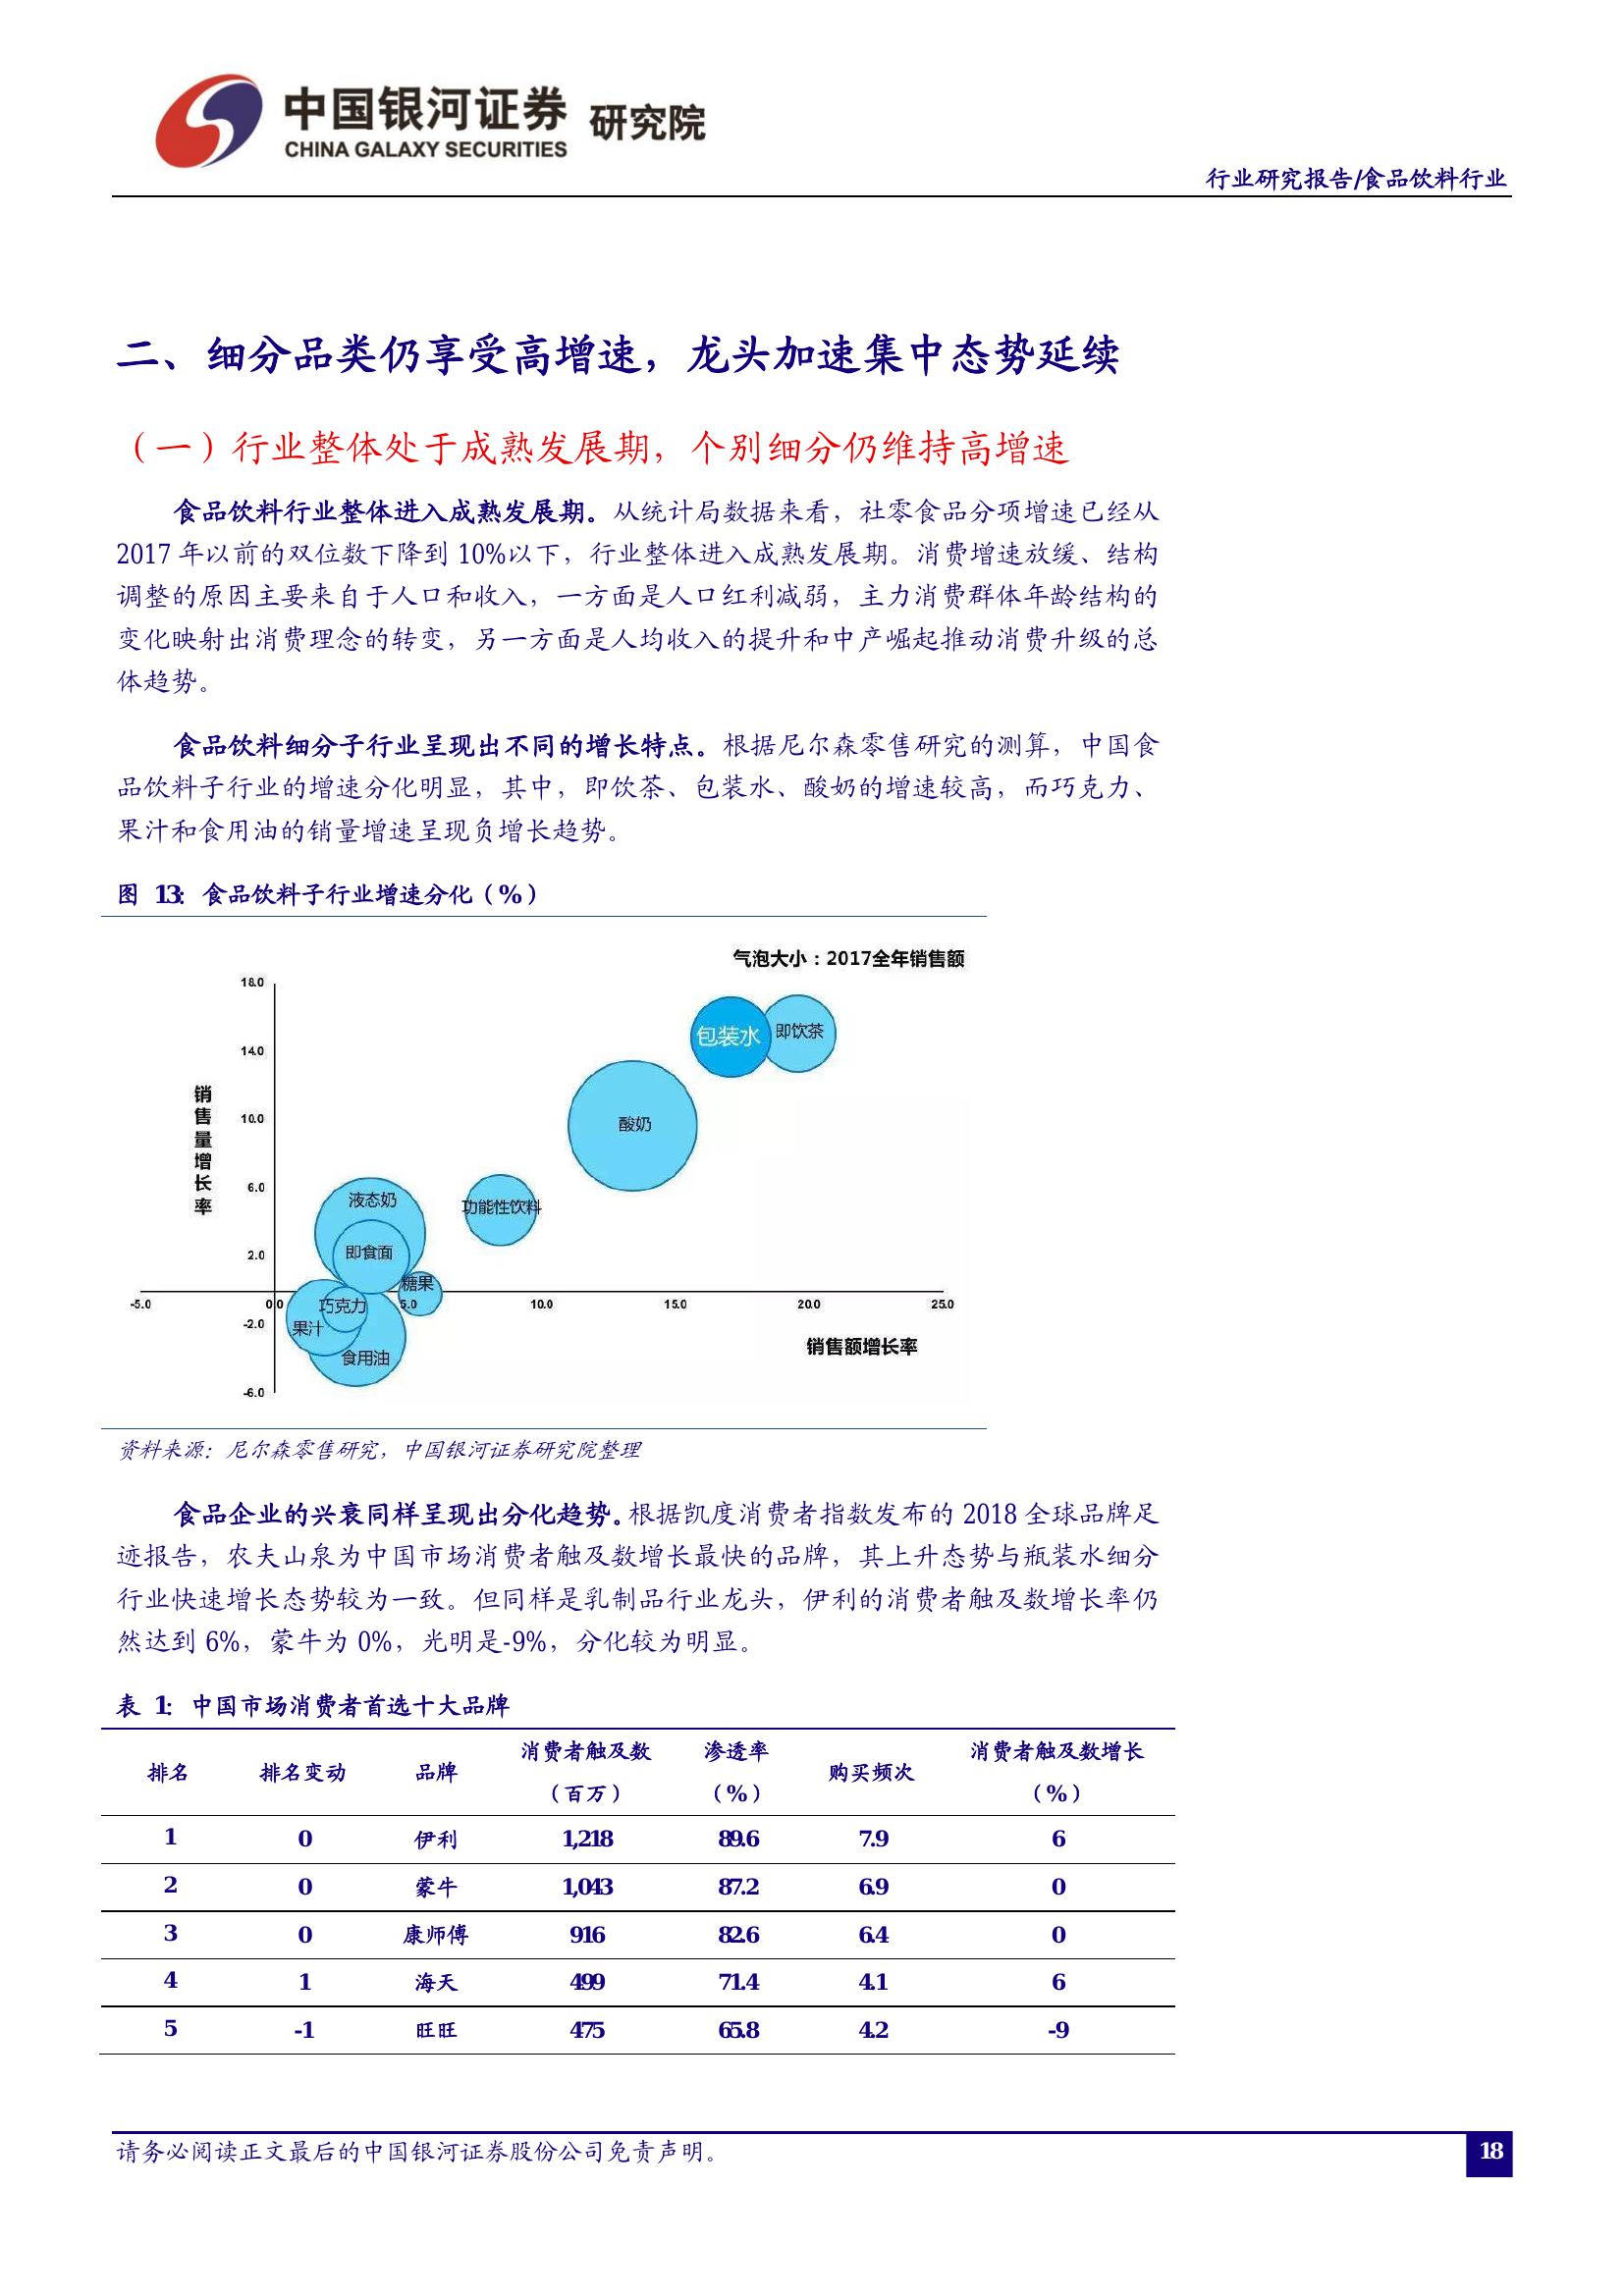 中国银河证券 研究院
CHINA GALAXY SECURITIES
行业研究报告/食品饮料行业
二、细分品类仍享受高增速，龙头加速集中态势延续
（一）行业整体处于成熟发展期，个别细分仍维持高增速
食品饮料行业整体进入成熟发展期。从统计局数据来看，社零食品分项增速已经从
2017 年以前的双位数下降到 10%以下，行业整体进入成熟发展期。消费增速放缓、结构
调整的原因主要来自于人口和收入，一方面是人口红利减弱，主力消费群体年龄结构的
变化映射出消费理念的转变，另一方面是人均收入的提升和中产崛起推动消费升级的总
体趋势。
食品饮料细分子行业呈现出不同的增长特点。根据尼尔森零售研究的测算，中国食
品饮料子行业的增速分化明显，其中，即饮茶、包装水、酸奶的增速较高，而巧克力、
果汁和食用油的销量增速呈现负增长趋势。
图 13：食品饮料子行业增速分化（%）
气泡大小：2017全年销售额
18.0
包装水
即饮茶
14.0
销售量增长率
10.0
酸奶
6.0
液态奶
功能性饮料
2.0
即食面
糖果
-5.0
0.0
巧克力
5.0
10.0
15.0
20.0
25.0
-2.0
果汁
销售额增长率
食用油
-6.0
资料来源：尼尔森零售研究，中国银河证券研究院整理
食品企业的兴衰同样呈现出分化趋势。根据凯度消费者指数发布的 2018 全球品牌足
迹报告，农夫山泉为中国市场消费者触及数增长最快的品牌，其上升态势与瓶装水细分
行业快速增长态势较为一致。但同样是乳制品行业龙头，伊利的消费者触及数增长率仍
然达到 6%，蒙牛为 0%，光明是-9%，分化较为明显。
表 1：中国市场消费者首选十大品牌
排名 排名变动 品牌 消费者触及数（百万） 渗透率（%） 购买频次 消费者触及数增长（%）
1 0 伊利 1,218 89.6 7.9 6
2 0 蒙牛 1,043 87.2 6.9 0
3 0 康师傅 916 82.6 6.4 0
4 1 海天 499 71.4 4.1 6
5 -1 旺旺 475 65.8 4.2 -9
请务必阅读正文最后的中国银河证券股份公司免责声明。
18